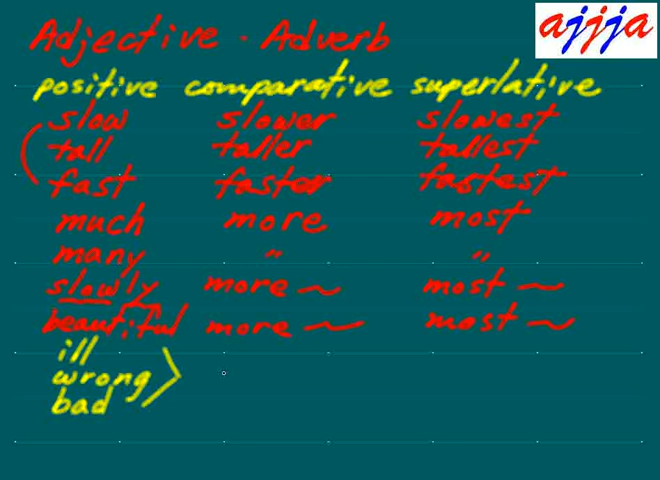 ajjja
Adjective . Adverb
positive comparative superlative
slow slower slowest
tall taller tallest
fast faster fastest
much more most
many " "
slowly more ~ most ~
beautiful more ~ most ~
ill
wrong
bad